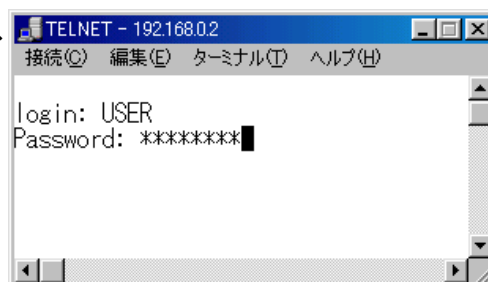 TELNET - 192.168.0.2
接続(C) 編集(E) ターミナル(T) ヘルプ(H)
login: USER
Password: ********